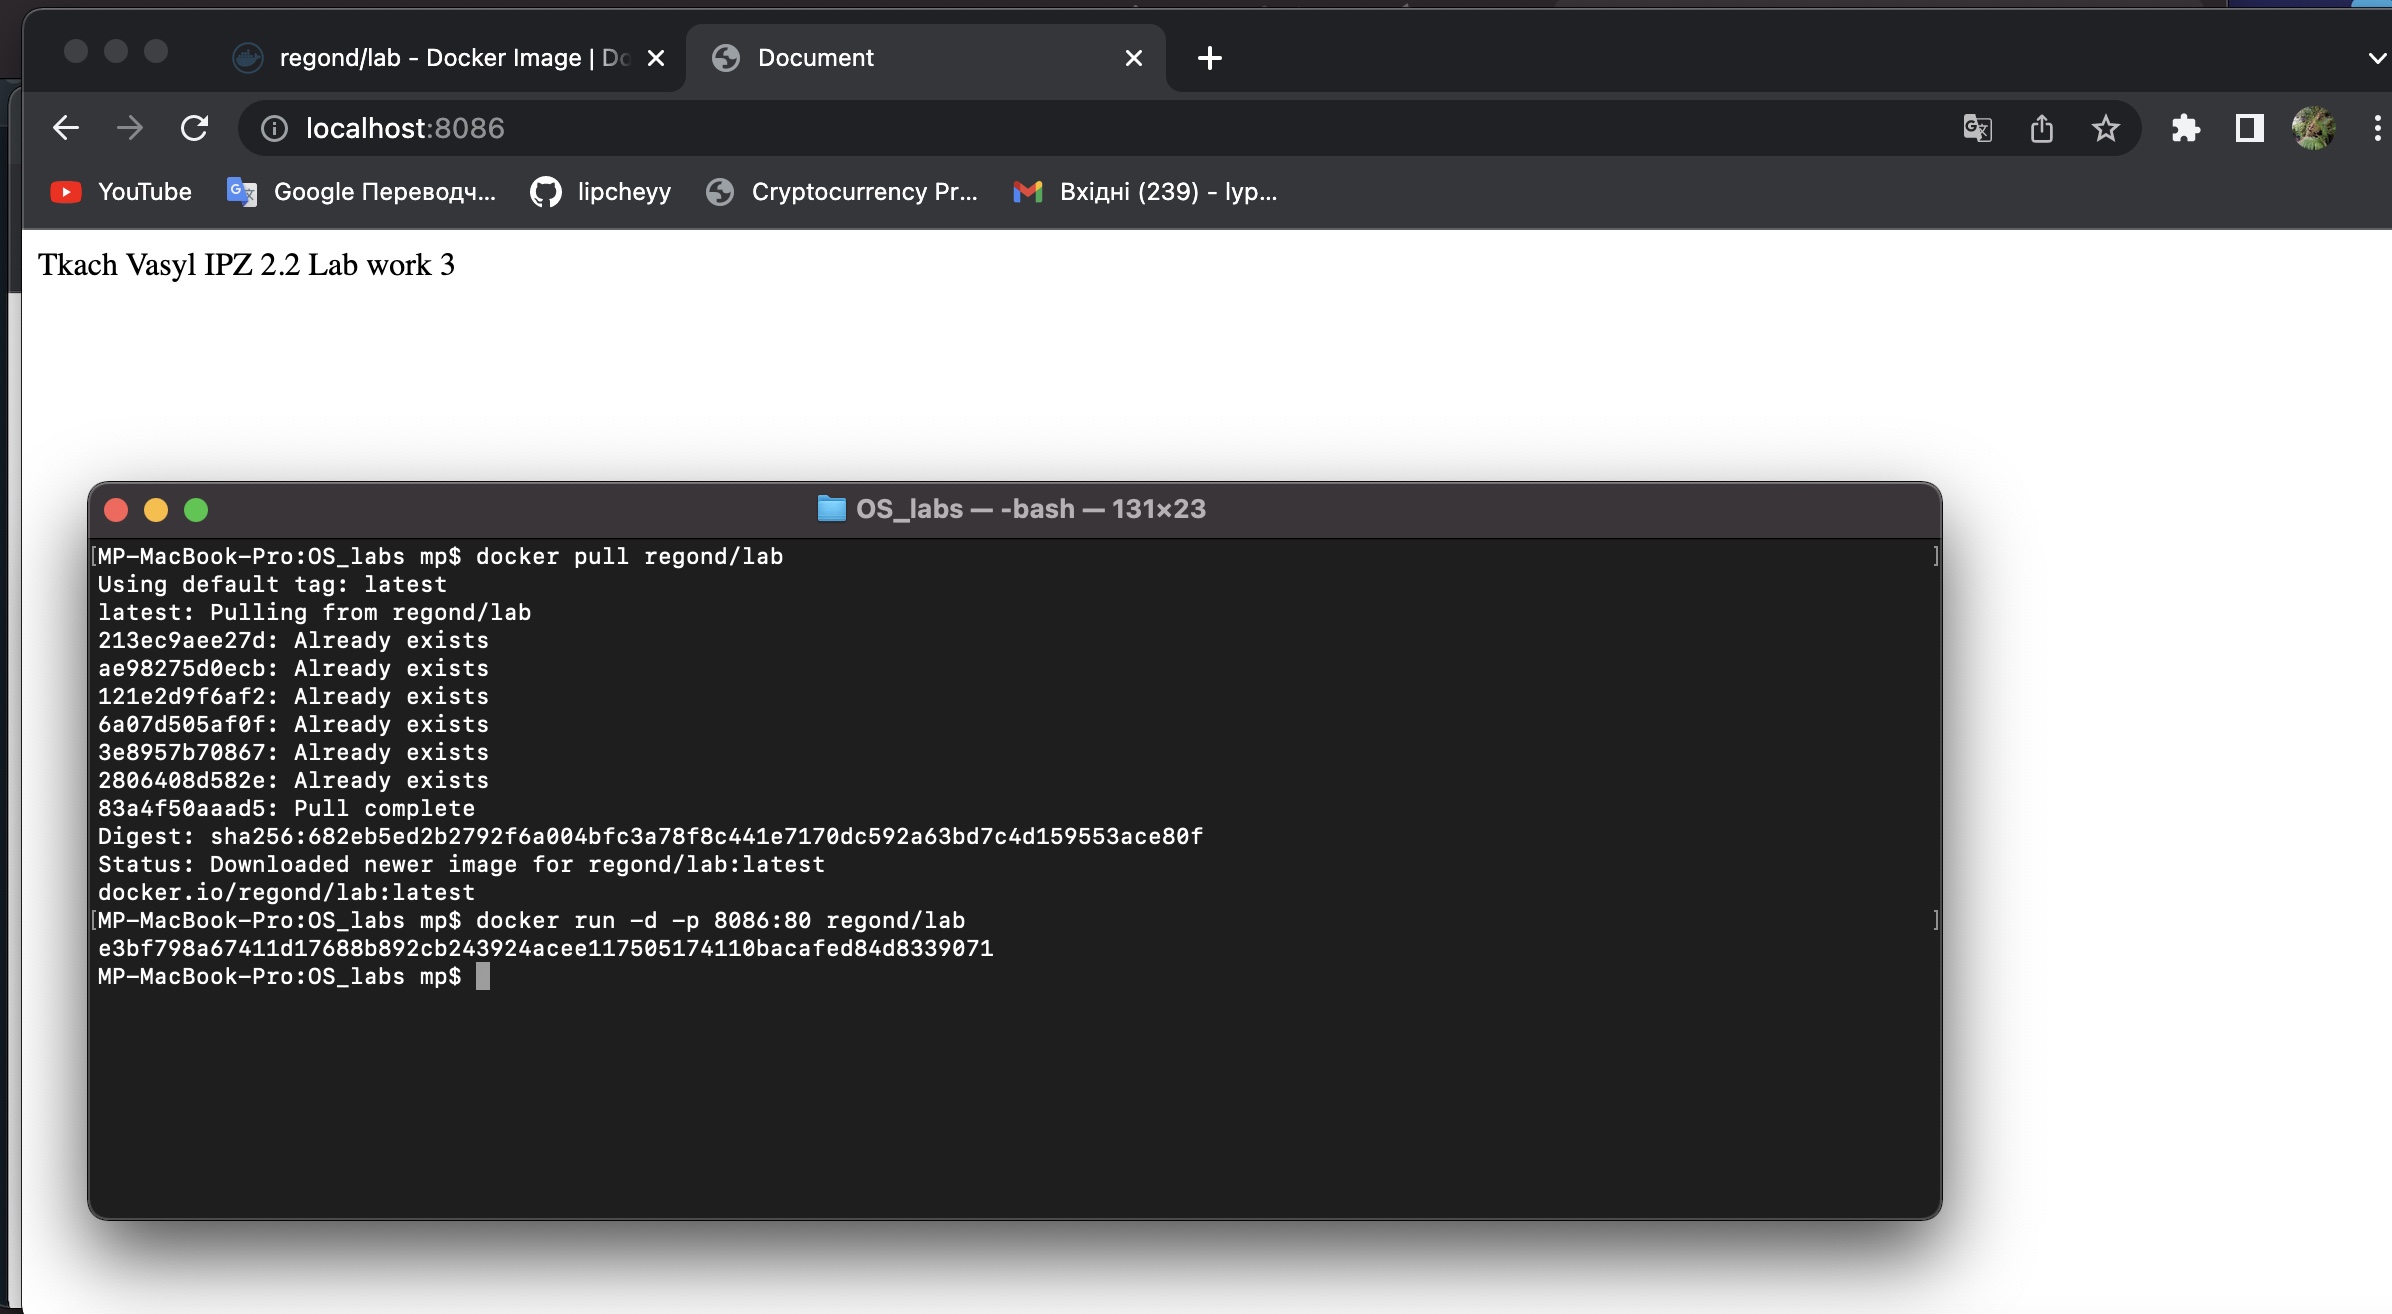 regond/lab - Docker Image | Do
Document
localhost:8086
YouTube
Google Переводч...
lipcheyy
Cryptocurrency Pr...
Вхідні (239) - lyp...
Tkach Vasyl IPZ 2.2 Lab work 3
OS_labs — -bash — 131×23
[MP-MacBook-Pro:OS_labs mp$ docker pull regond/lab ]
Using default tag: latest
latest: Pulling from regond/lab
213ec9aee27d: Already exists
ae98275d0ecb: Already exists
121e2d9f6af2: Already exists
6a07d505af0f: Already exists
3e8957b70867: Already exists
2806408d582e: Already exists
83a4f50aaad5: Pull complete
Digest: sha256:682eb5ed2b2792f6a004bfc3a78f8c441e7170dc592a63bd7c4d159553ace80f
Status: Downloaded newer image for regond/lab:latest
docker.io/regond/lab:latest
[MP-MacBook-Pro:OS_labs mp$ docker run -d -p 8086:80 regond/lab ]
e3bf798a67411d17688b892cb243924acee117505174110bacafed84d8339071
MP-MacBook-Pro:OS_labs mp$